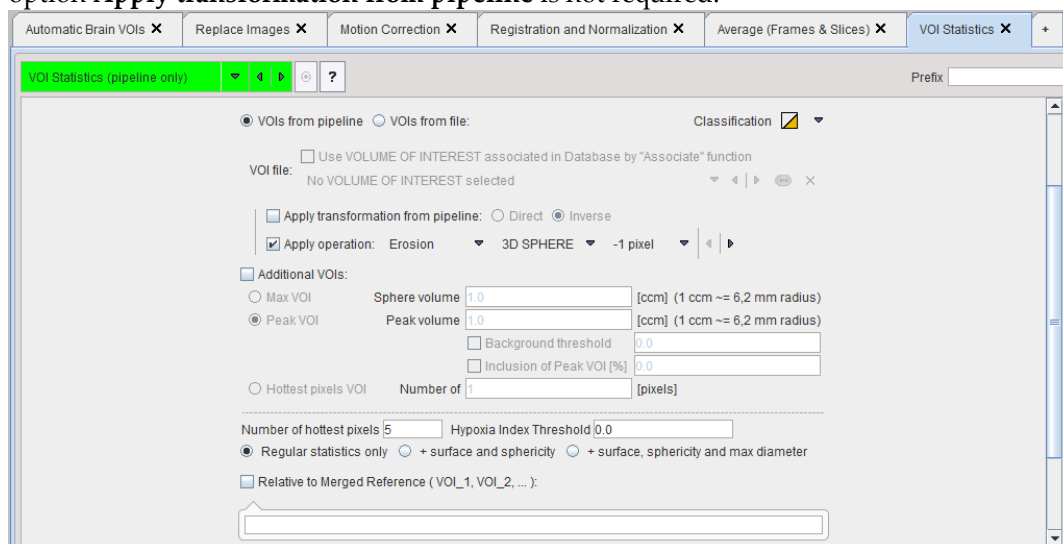 option Apply transformation from pipeline is not required.
Automatic Brain VOIs X Replace Images X Motion Correction X Registration and Normalization X Average (Frames & Slices) X VOI Statistics X +
VOI Statistics (pipeline only) ? Prefix
VOIs from pipeline VOIs from file: Classification
Use VOLUME OF INTEREST associated in Database by "Associate" function
VOI file:
No VOLUME OF INTEREST selected
Apply transformation from pipeline: Direct Inverse
Apply operation: Erosion 3D SPHERE -1 pixel
Additional VOIs:
Max VOI Sphere volume 1.0 [ccm] (1 ccm ~= 6,2 mm radius)
Peak VOI Peak volume 1.0 [ccm] (1 ccm ~= 6,2 mm radius)
Background threshold 0.0
Inclusion of Peak VOI [%] 0.0
Hottest pixels VOI Number of 1 [pixels]
Number of hottest pixels 5 Hypoxia Index Threshold 0.0
Regular statistics only + surface and sphericity + surface, sphericity and max diameter
Relative to Merged Reference ( VOI_1, VOI_2, ... ):